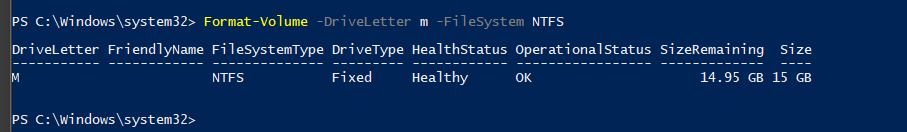 PS C:\Windows\system32> Format-Volume -DriveLetter m -FileSystem NTFS
DriveLetter FriendlyName FileSystemType DriveType HealthStatus OperationalStatus SizeRemaining  Size
----------- ------------ -------------- --------- ------------ ----------------- -------------  ----
M                        NTFS           Fixed     Healthy      OK                     14.95 GB 15 GB
PS C:\Windows\system32>